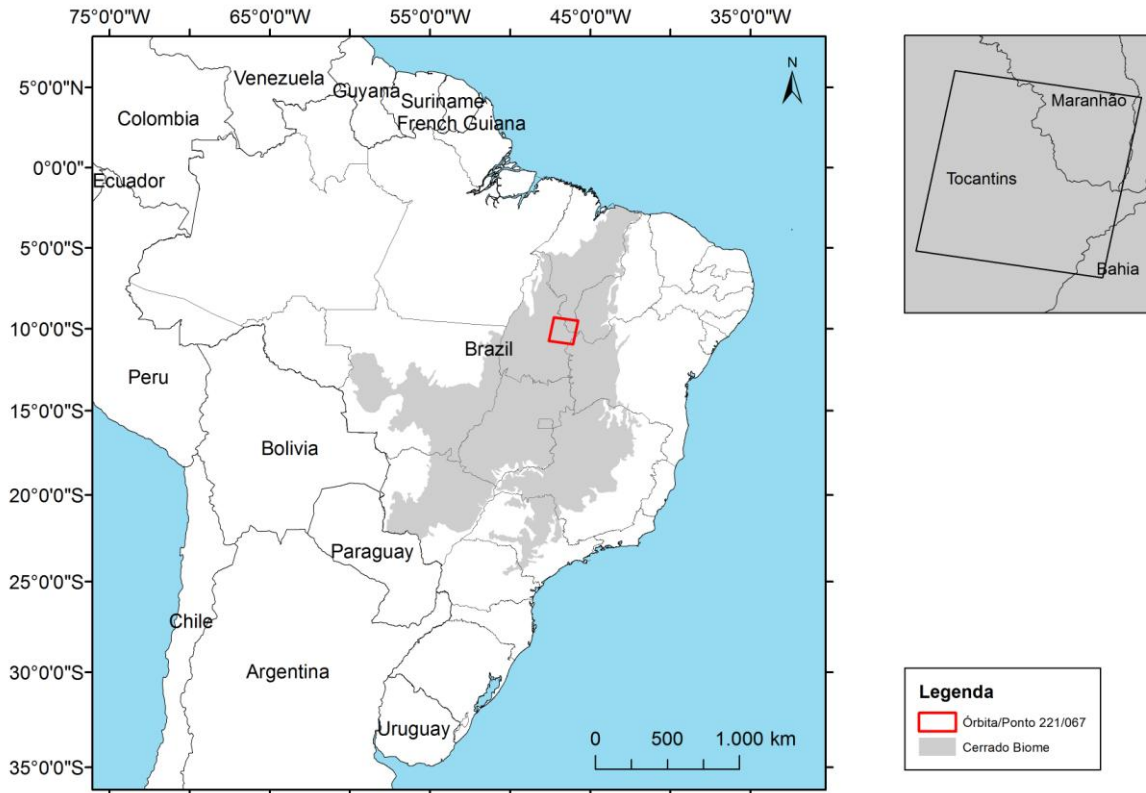 75°0'0"W 65°0'0"W 55°0'0"W 45°0'0"W 35°0'0"W
5°0'0"N
0°0'0"
5°0'0"S
10°0'0"S
15°0'0"S
20°0'0"S
25°0'0"S
30°0'0"S
35°0'0"S
Venezuela
Guyana
Suriname
French Guiana
Colombia
Ecuador
Brazil
Peru
Bolivia
Paraguay
Chile
Argentina
Uruguay
N
0 500 1.000 km
Maranhão
Tocantins
Bahia
Legenda
Órbita/Ponto 221/067
Cerrado Biome